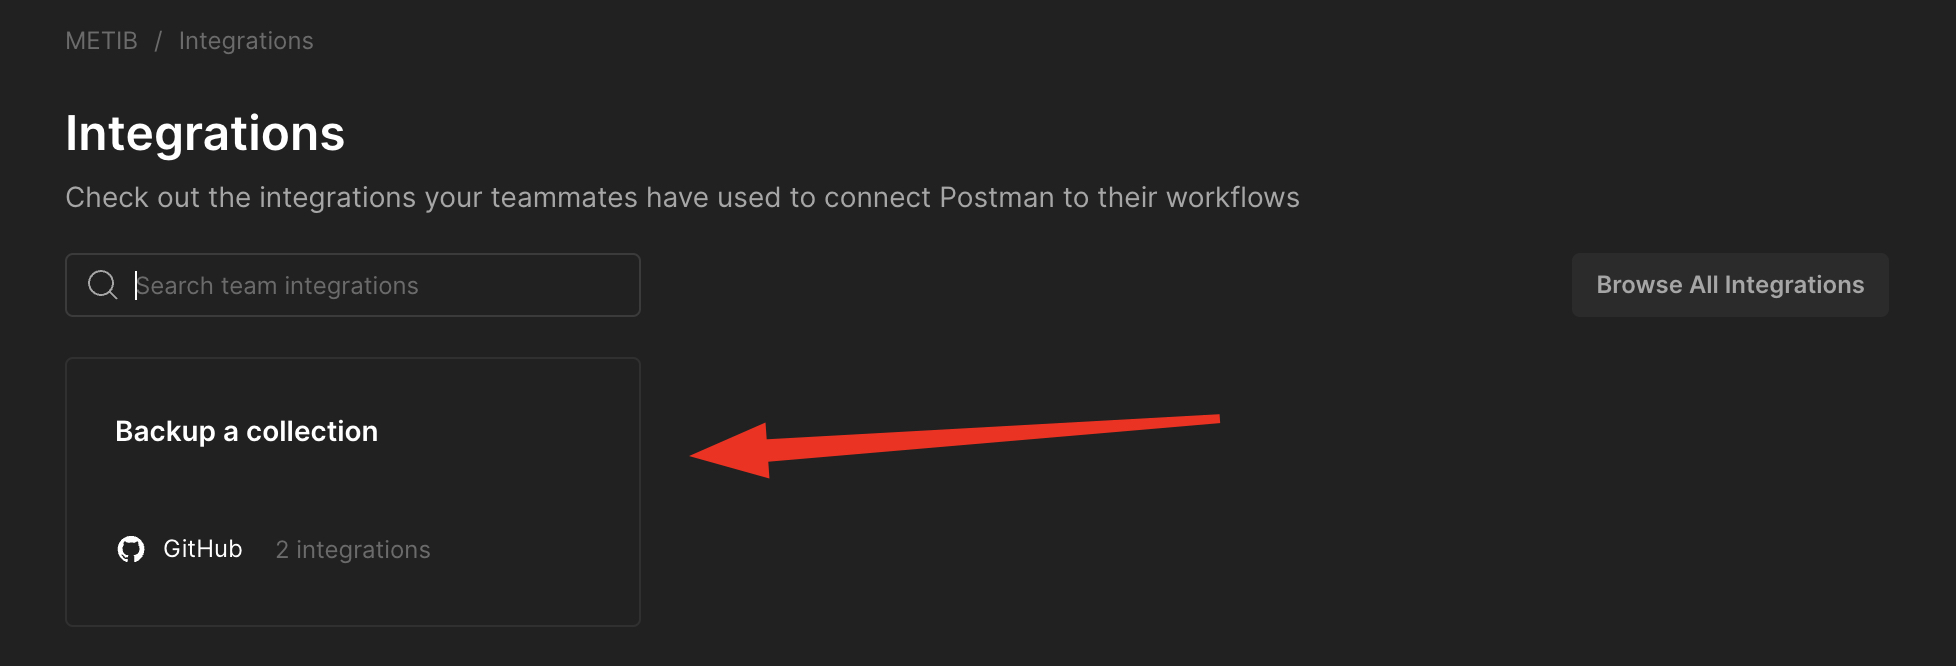 METIB / Integrations
Integrations
Check out the integrations your teammates have used to connect Postman to their workflows
Search team integrations
Browse All Integrations
Backup a collection
GitHub 2 integrations